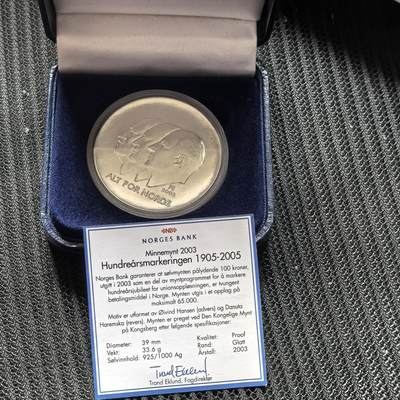 ALT FOR NORGE
2003
NORGES BANK
Minnemynt 2003
Hundreårsmarkeringen 1905-2005
Norges Bank garanterer at sølvmynten pålydende 100 kroner,
utgitt i 2003 som en del av myntprogrammet for å markere
hundreårsjubileet for unionsoppløsningen, er tvungent
betalingsmiddel i Norge. Mynten utgis i et opplag på
maksimalt 65.000.
Motiv er utformet av Øivind Hansen (advers) og Danuta
Haremska (revers). Mynten er preget ved Den Kongelige Mynt
på Kongsberg etter følgende spesifikasjoner:
Diameter: 39 mm Kvalitet: Proof
Vekt: 33.6 g Rand: Glatt
Sølvinnhold: 925/1000 Ag Årstall: 2003
Trond Eklund
Trond Eklund, Fagdirektør